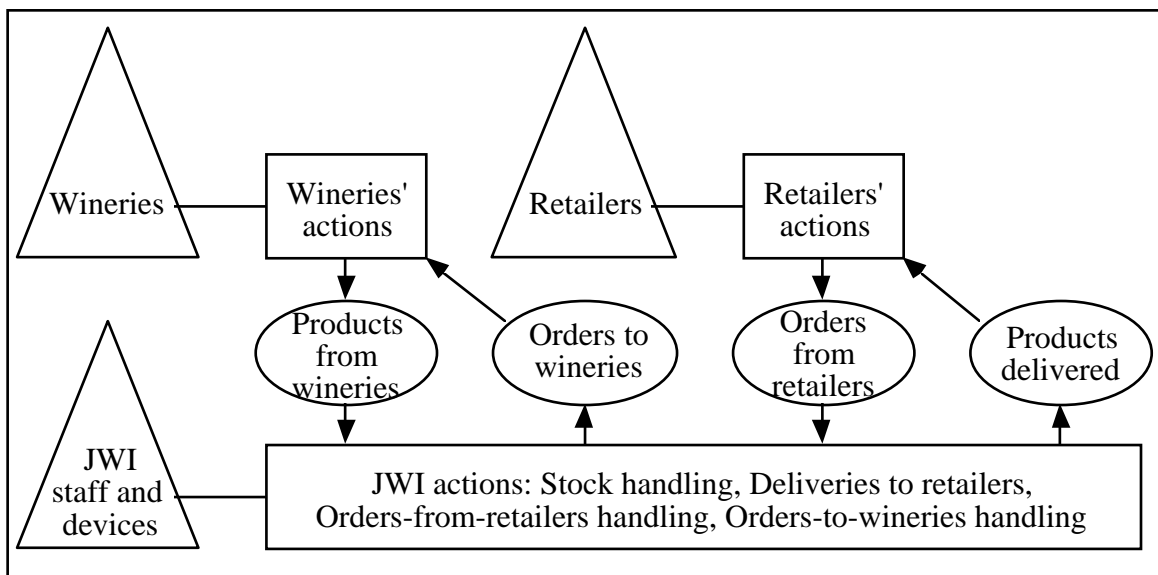 Wineries
Wineries'
actions
Retailers
Retailers'
actions
Products
from
wineries
Orders to
wineries
Orders
from
retailers
Products
delivered
JWI
staff and
devices
JWI actions: Stock handling, Deliveries to retailers,
Orders-from-retailers handling, Orders-to-wineries handling